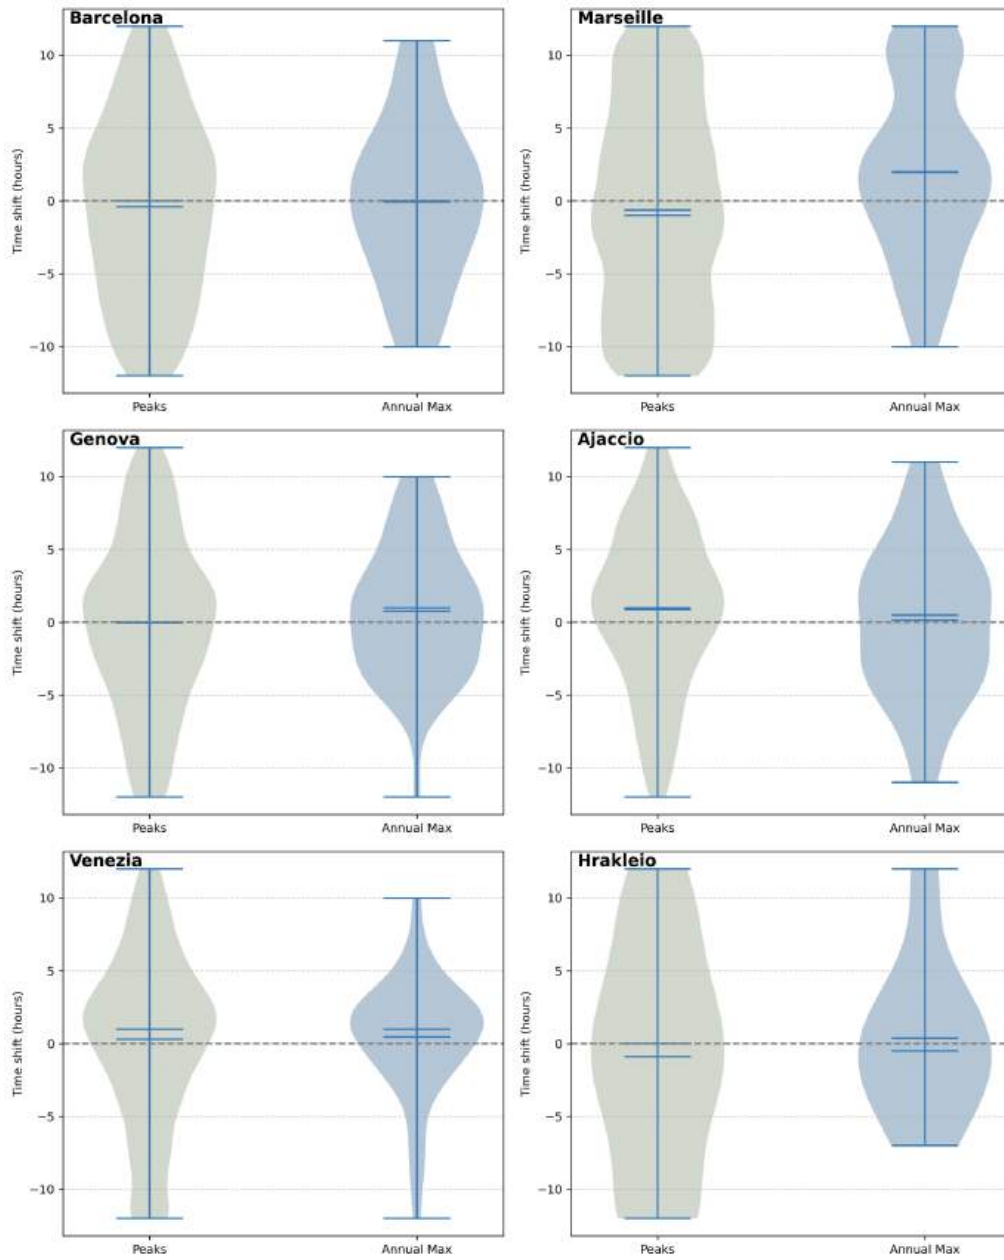 Barcelona
Marseille
10
5
0
−5
−10
Time shift (hours)
Peaks
Annual Max
10
5
0
−5
−10
Time shift (hours)
Peaks
Annual Max
Genova
Ajaccio
10
5
0
−5
−10
Time shift (hours)
Peaks
Annual Max
10
5
0
−5
−10
Time shift (hours)
Peaks
Annual Max
Venezia
Hrakleio
10
5
0
−5
−10
Time shift (hours)
Peaks
Annual Max
10
5
0
−5
−10
Time shift (hours)
Peaks
Annual Max